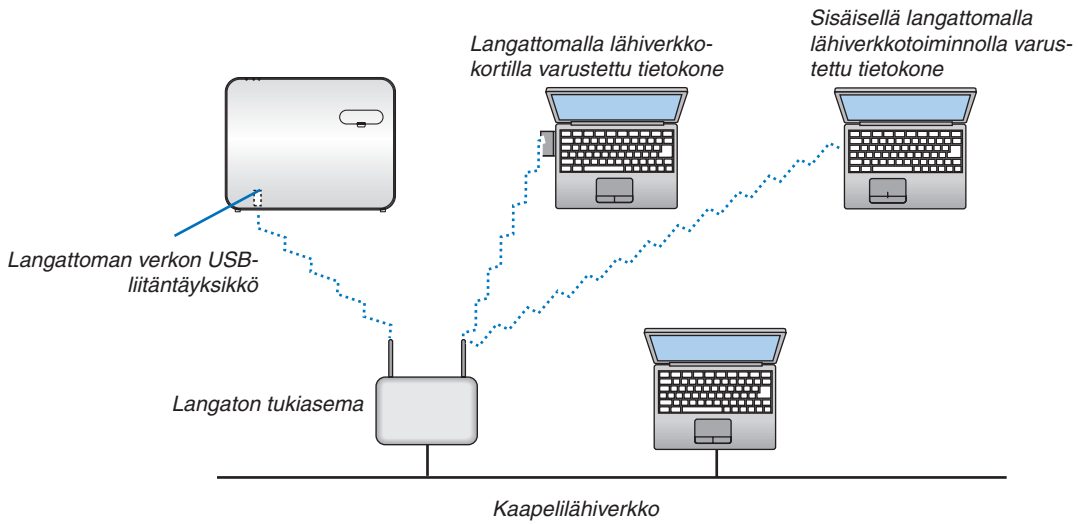 Langattomalla lähiverkko-
kortilla varustettu tietokone
Sisäisellä langattomalla
lähiverkkotoiminnolla varus-
tettu tietokone
Langattoman verkon USB-
liitäntäyksikkö
Langaton tukiasema
Kaapelilähiverkko